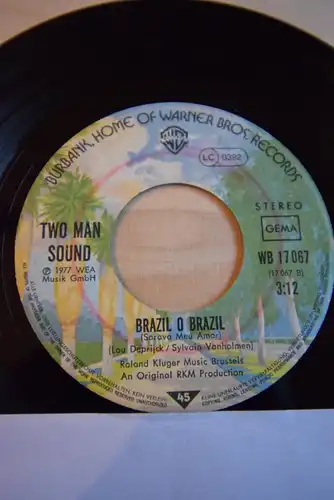 BURBANK, HOME OF WARNER BROS. RECORDS
LC 0392
STEREO
TWO MAN
SOUND
GEMA
WB 17 067
(17 067 B)
℗ 1977 WEA
Musik GmbH
3:12
BRAZIL O BRAZIL
(Sarava Meu Amor)
(Lou Deprijck / Sylvain Vanholmen)
Roland Kluger Music Brussels
An Original RKM Production
45